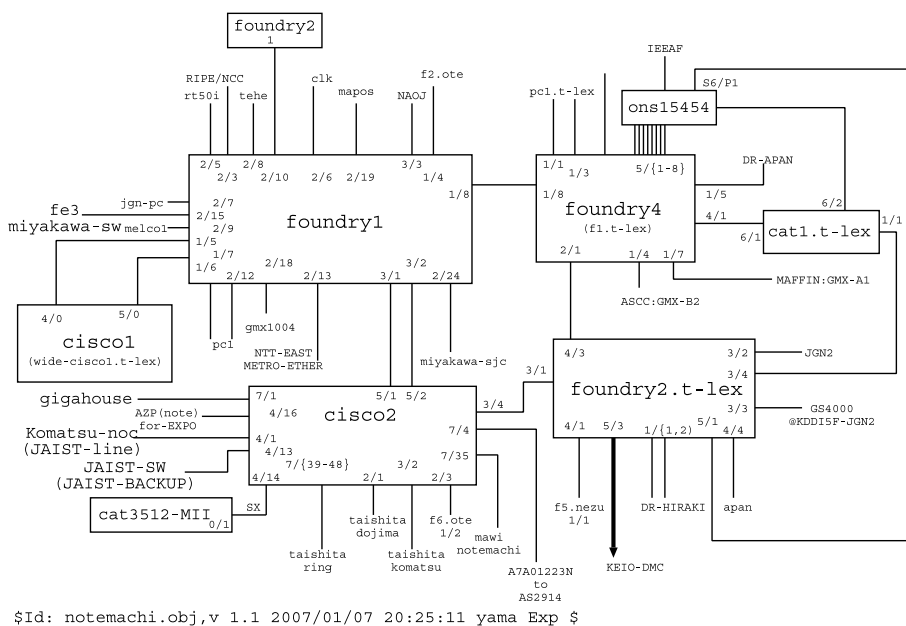 foundry2
1
IEEAF
RIPE/NCC
clk
f2.ote
S6/P1
rt50i
tehe
mapos
NAOJ
pc1.t-lex
ons15454
2/5
2/8
3/3
1/1
5/{1-8}
DR-APAN
2/3
2/10
2/6
2/19
1/4
1/3
1/8
1/8
1/5
jgn-pc
2/7
fe3
2/15
foundry1
foundry4
4/1
6/2
1/1
miyakawa-sw
melco1
2/9
(f1.t-lex)
cat1.t-lex
1/5
6/1
1/7
2/18
3/2
2/1
1/6
2/12
2/13
3/1
2/24
1/4
1/7
MAFFIN:GMX-A1
ASCC:GMX-B2
4/0
5/0
gmx1004
cisco1
pc1
NTT-EAST
METRO-ETHER
miyakawa-sjc
(wide-cisco1.t-lex)
4/3
3/2
JGN2
3/1
3/4
foundry2.t-lex
gigahouse
7/1
5/1
5/2
3/4
3/3
GS4000
@KDDI5F-JGN2
AZP(note)
for-EXPO
4/16
cisco2
4/1
5/3
1/{1,2}
5/1
4/4
Komatsu-noc
(JAIST-line)
4/1
7/4
4/13
7/35
JAIST-SW
(JAIST-BACKUP)
7/{39-48}
3/2
4/14
2/1
2/3
cat3512-MII
0/1
SX
taishita
dojima
f6.ote
1/2
f5.nezu
1/1
DR-HIRAKI
apan
mawi
notemachi
taishita
ring
taishita
komatsu
KEIO-DMC
A7A01223N
to
AS2914
$Id: notemachi.obj,v 1.1 2007/01/07 20:25:11 yama Exp $